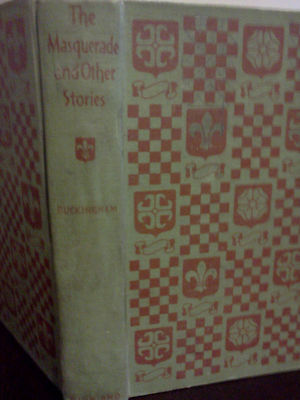 The
Masquerade
and Other
Stories
BUCKINGHAM